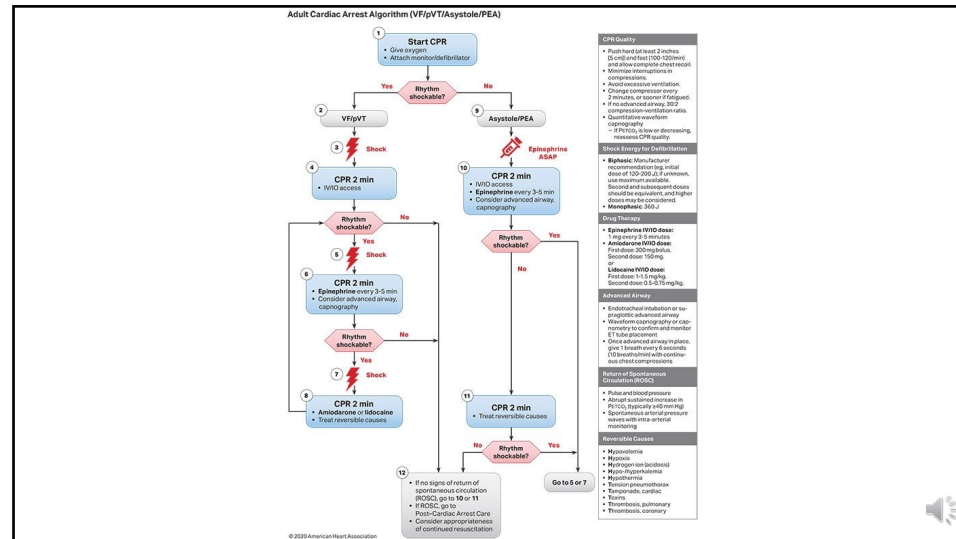 Adult Cardiac Arrest Algorithm (VF/pVT/Asystole/PEA)
1
Start CPR
• Give oxygen
• Attach monitor/defibrillator
Yes
Rhythm
shockable?
No
2
VF/pVT
9
Asystole/PEA
3
Shock
Epinephrine
ASAP
4
CPR 2 min
• IV/IO access
10
CPR 2 min
• IV/IO access
• Epinephrine every 3-5 min
• Consider advanced airway,
capnography
Rhythm
shockable?
No
Yes
5
Shock
Rhythm
shockable?
Yes
No
6
CPR 2 min
• Epinephrine every 3-5 min
• Consider advanced airway,
capnography
Rhythm
shockable?
No
Yes
7
Shock
8
CPR 2 min
• Amiodarone or lidocaine
• Treat reversible causes
11
CPR 2 min
• Treat reversible causes
No
Rhythm
shockable?
Yes
12
• If no signs of return of
spontaneous circulation
(ROSC), go to 10 or 11
• If ROSC, go to
Post–Cardiac Arrest Care
• Consider appropriateness
of continued resuscitation
Go to 5 or 7
CPR Quality
• Push hard (at least 2 inches
[5 cm]) and fast (100-120/min)
and allow complete chest recoil.
• Minimize interruptions in
compressions.
• Avoid excessive ventilation.
• Change compressor every
2 minutes, or sooner if fatigued.
• If no advanced airway, 30:2
compression-ventilation ratio.
• Quantitative waveform
capnography
– If PETCO2 is low or decreasing,
reassess CPR quality.
Shock Energy for Defibrillation
• Biphasic: Manufacturer
recommendation (eg, initial
dose of 120-200 J); if unknown,
use maximum available.
Second and subsequent doses
should be equivalent, and higher
doses may be considered.
• Monophasic: 360 J
Drug Therapy
• Epinephrine IV/IO dose:
1 mg every 3-5 minutes
• Amiodarone IV/IO dose:
First dose: 300 mg bolus.
Second dose: 150 mg.
or
Lidocaine IV/IO dose:
First dose: 1-1.5 mg/kg.
Second dose: 0.5-0.75 mg/kg.
Advanced Airway
• Endotracheal intubation or su-
praglottic advanced airway
• Waveform capnography or cap-
nometry to confirm and monitor
ET tube placement
• Once advanced airway in place,
give 1 breath every 6 seconds
(10 breaths/min) with continu-
ous chest compressions
Return of Spontaneous
Circulation (ROSC)
• Pulse and blood pressure
• Abrupt sustained increase in
PETCO2 (typically ≥40 mm Hg)
• Spontaneous arterial pressure
waves with intra-arterial
monitoring
Reversible Causes
• Hypovolemia
• Hypoxia
• Hydrogen ion (acidosis)
• Hypo-/hyperkalemia
• Hypothermia
• Tension pneumothorax
• Tamponade, cardiac
• Toxins
• Thrombosis, pulmonary
• Thrombosis, coronary
© 2020 American Heart Association